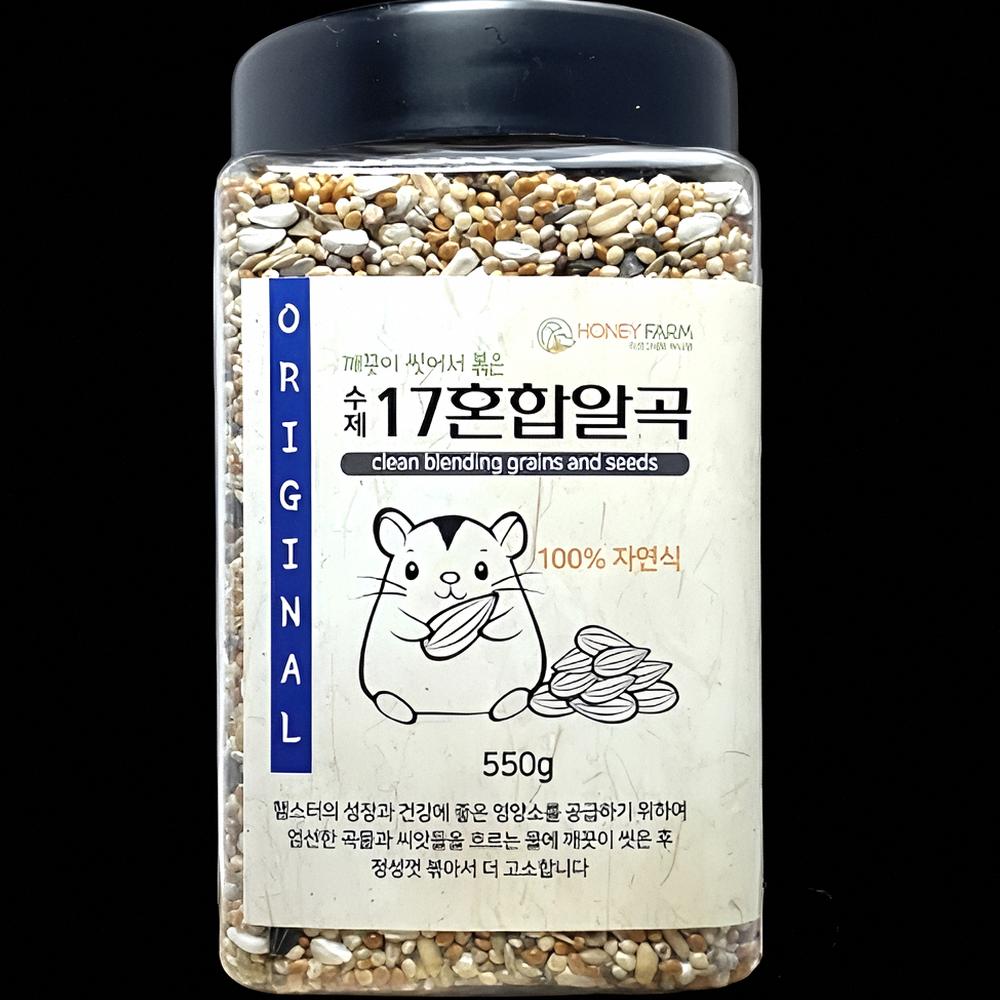 ORIGINAL
HONEY FARM
깨끗이 씻어서 볶은
수제 17혼합알곡
clean blending grains and seeds
100% 자연식
550g
햄스터의 성장과 건강에 좋은 영양소를 공급하기 위하여
엄선한 곡물과 씨앗들을 흐르는 물에 깨끗이 씻은 후
정성껏 볶아서 더 고소합니다